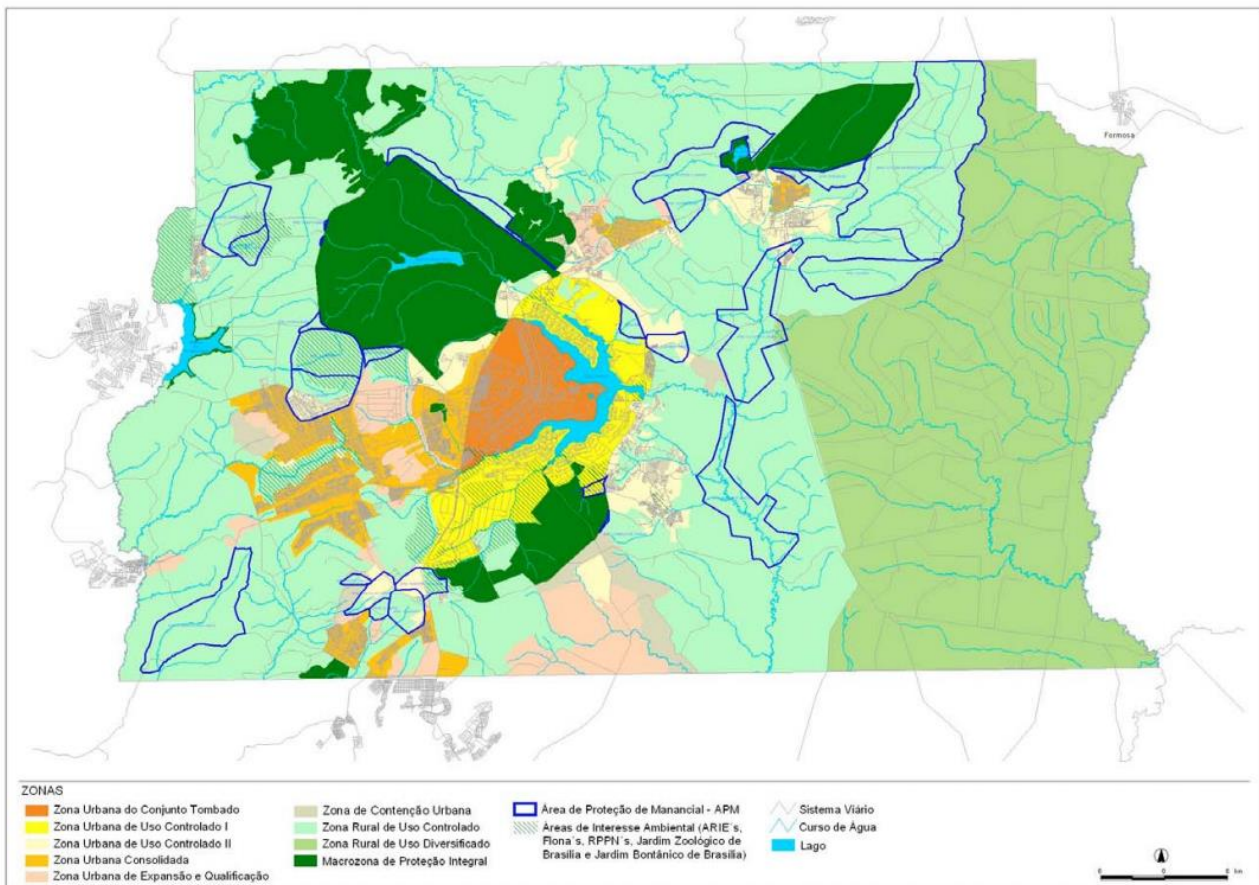 Formosa
ZONAS
Zona Urbana do Conjunto Tombado
Zona Urbana de Uso Controlado I
Zona Urbana de Uso Controlado II
Zona Urbana Consolidada
Zona Urbana de Expansão e Qualificação
Zona de Contenção Urbana
Zona Rural de Uso Controlado
Zona Rural de Uso Diversificado
Macrozona de Proteção Integral
Área de Proteção de Manancial - APM
Áreas de Interesse Ambiental (ARIE´s,
Flona´s, RPPN´s, Jardim Zoológico de
Brasília e Jardim Bontânico de Brasília)
Sistema Viário
Curso de Água
Lago
km